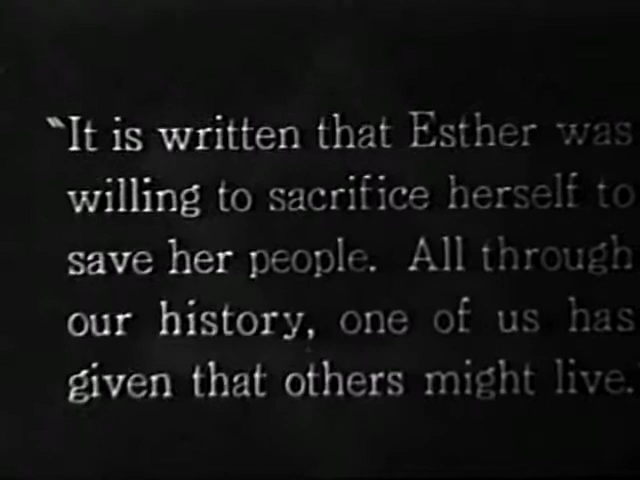 "It is written that Esther was
willing to sacrifice herself to
save her people. All through
our history, one of us has
given that others might live."